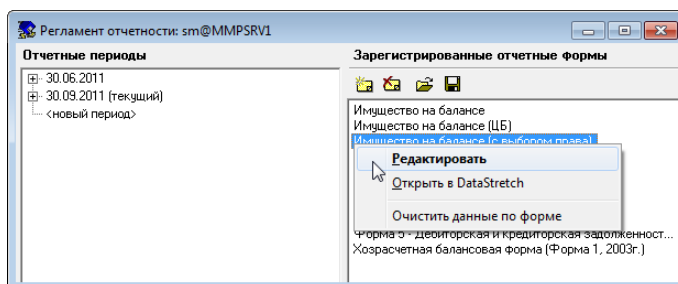 Регламент отчетности: sm@MMPSRV1
Отчетные периоды
30.06.2011
30.09.2011 (текущий)
<новый период>
Зарегистрированные отчетные формы
Имущество на балансе
Имущество на балансе (ЦБ)
Имущество на балансе (с выбором права)
Редактировать
Открыть в DataStretch
Очистить данные по форме
Форма 5 - Дебиторская и кредиторская задолженност...
Хозрасчетная балансовая форма (Форма 1, 2003г.)